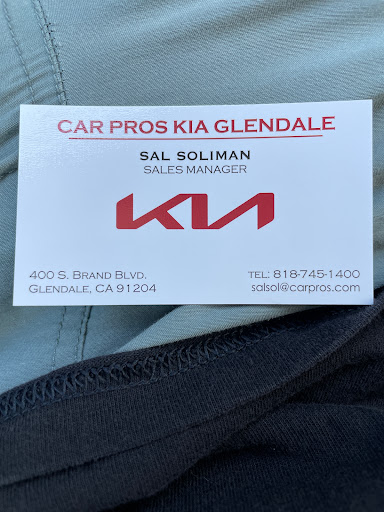 CAR PROS KIA GLENDALE
SAL SOLIMAN
SALES MANAGER
KIA
400 S. BRAND BLVD.
GLENDALE, CA 91204
TEL: 818-745-1400
salsol@carpros.com